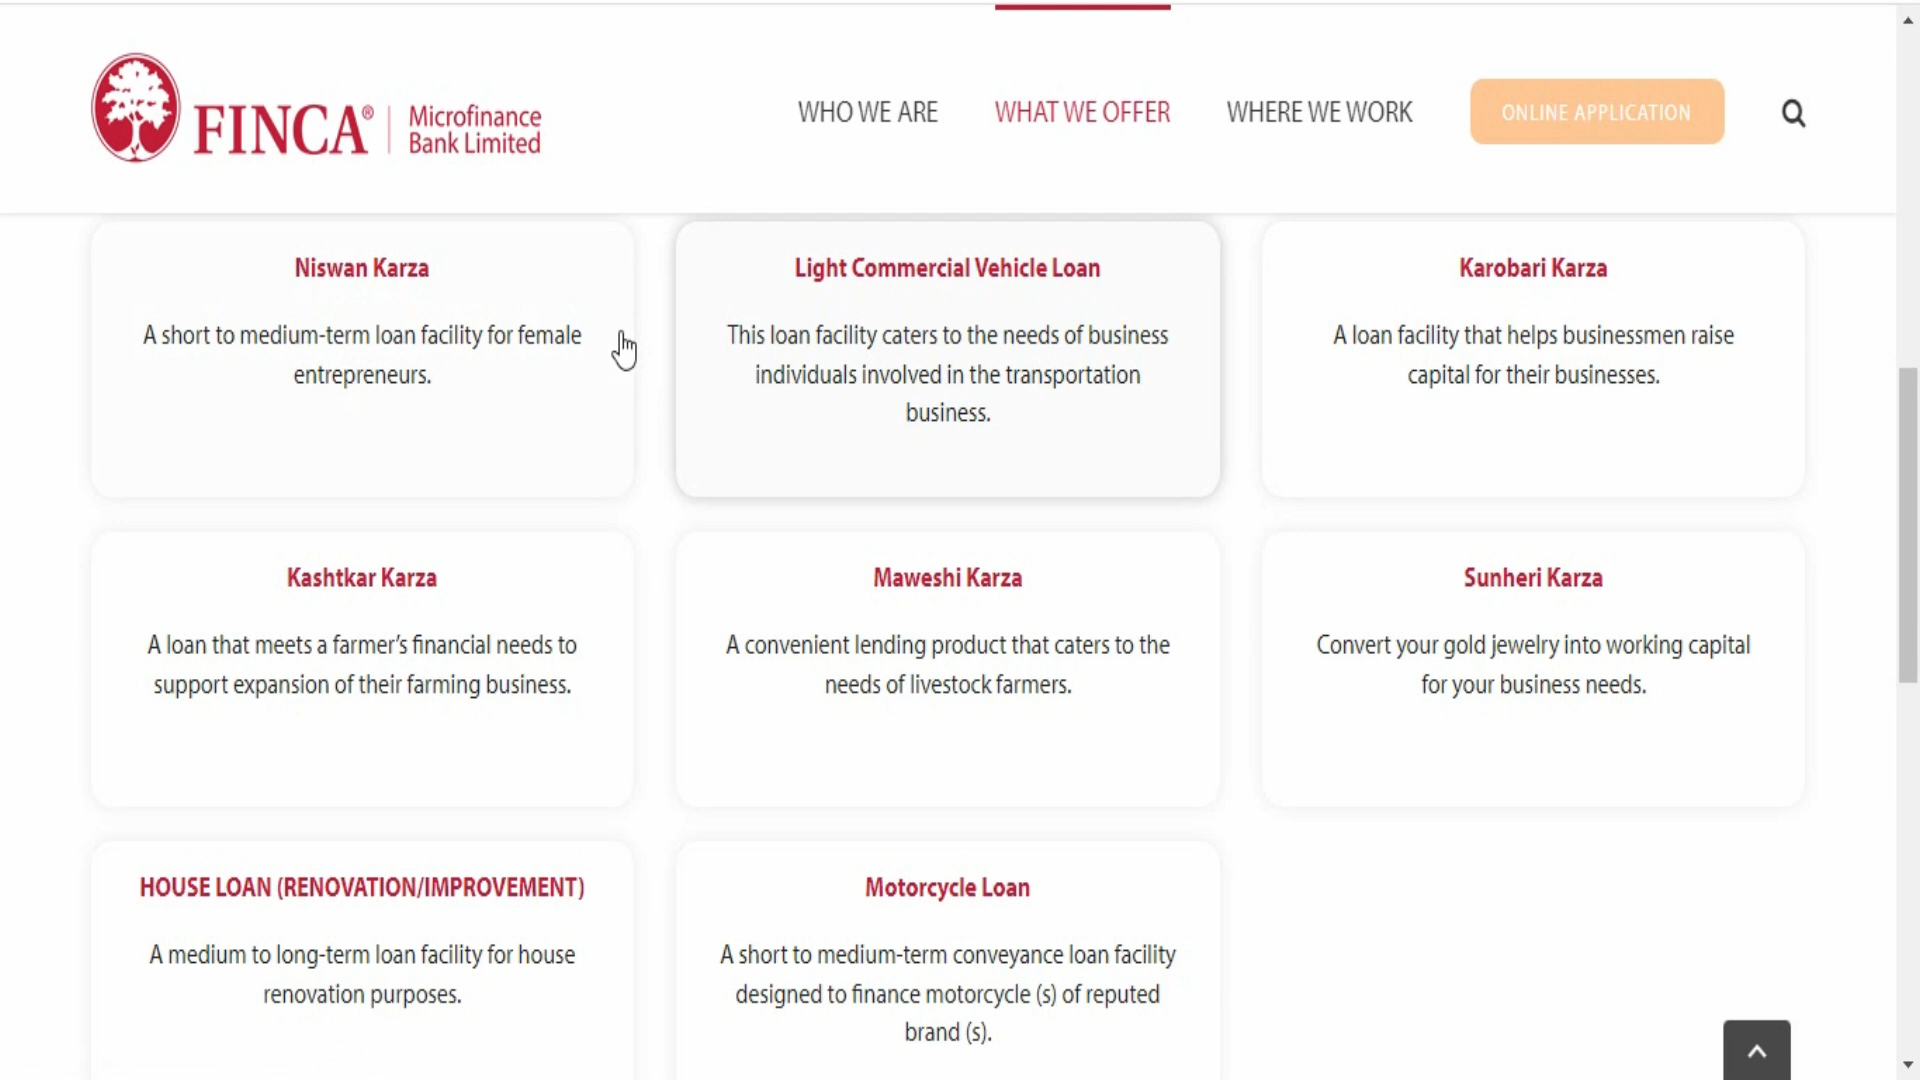 FINCA® | Microfinance
Bank Limited
WHO WE ARE
WHAT WE OFFER
WHERE WE WORK
ONLINE APPLICATION
Niswan Karza
A short to medium-term loan facility for female
entrepreneurs.
Light Commercial Vehicle Loan
This loan facility caters to the needs of business
individuals involved in the transportation
business.
Karobari Karza
A loan facility that helps businessmen raise
capital for their businesses.
Kashtkar Karza
A loan that meets a farmer’s financial needs to
support expansion of their farming business.
Maweshi Karza
A convenient lending product that caters to the
needs of livestock farmers.
Sunheri Karza
Convert your gold jewelry into working capital
for your business needs.
HOUSE LOAN (RENOVATION/IMPROVEMENT)
A medium to long-term loan facility for house
renovation purposes.
Motorcycle Loan
A short to medium-term conveyance loan facility
designed to finance motorcycle (s) of reputed
brand (s).